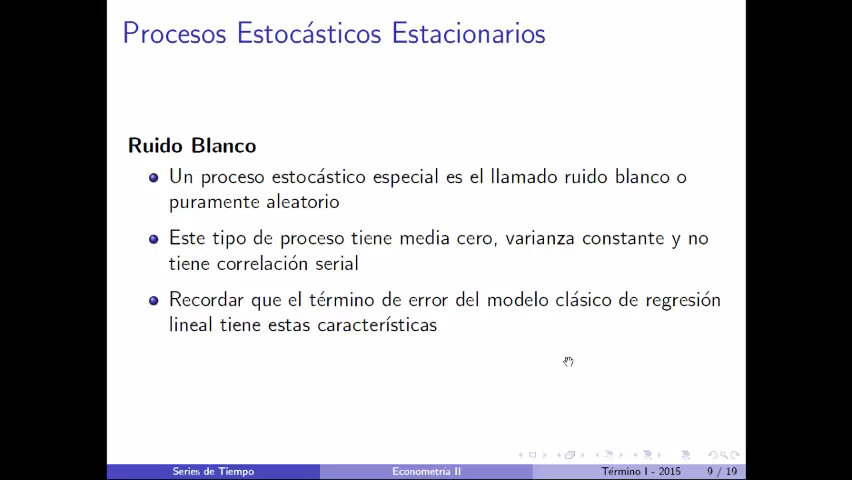 Procesos Estocásticos Estacionarios
Ruido Blanco
Un proceso estocástico especial es el llamado ruido blanco o
puramente aleatorio
Este tipo de proceso tiene media cero, varianza constante y no
tiene correlación serial
Recordar que el término de error del modelo clásico de regresión
lineal tiene estas características
Series de Tiempo Econometría II Término I - 2015 9 / 19